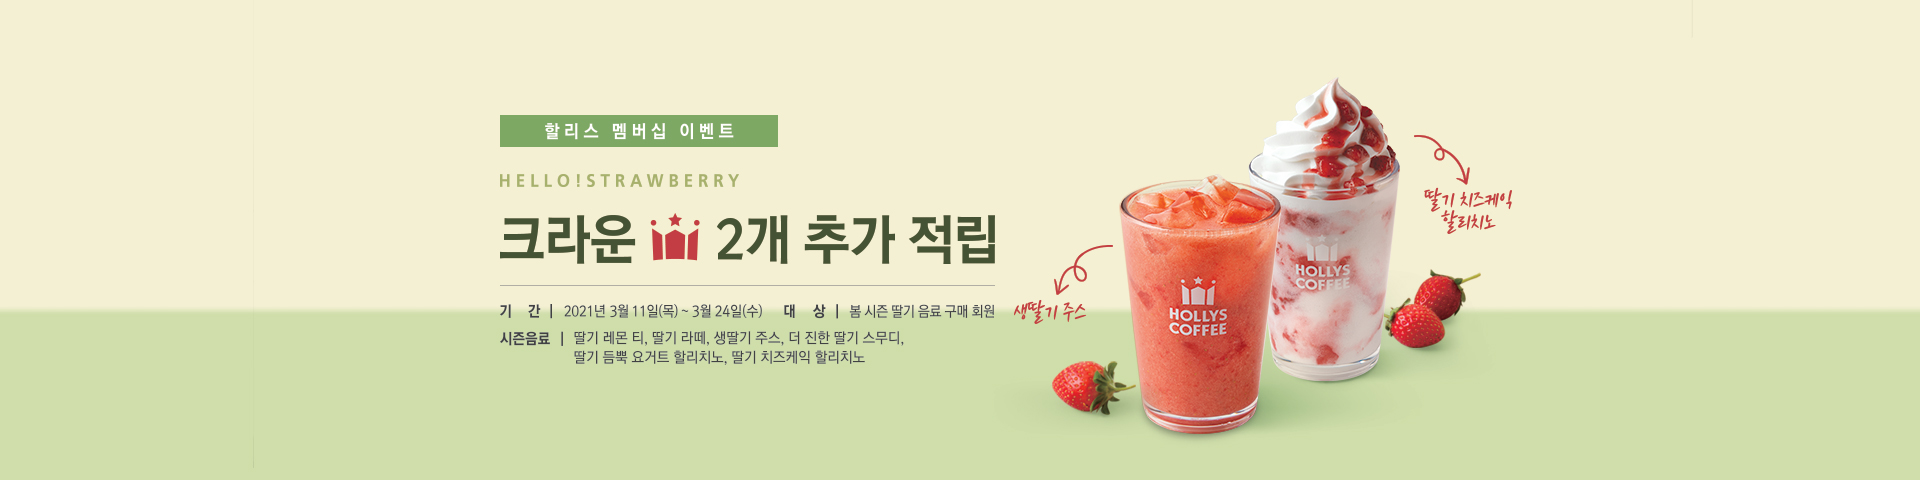 할리스 멤버십 이벤트
HELLO!STRAWBERRY
크라운 2개 추가 적립
기 간 | 2021년 3월 11일(목) ~ 3월 24일(수) 대 상 | 봄 시즌 딸기 음료 구매 회원
시즌음료 | 딸기 레몬 티, 딸기 라떼, 생딸기 주스, 더 진한 딸기 스무디,
딸기 듬뿍 요거트 할리치노, 딸기 치즈케익 할리치노
생딸기 주스
HOLLYS
COFFEE
HOLLYS
COFFEE
딸기 치즈케익
할리치노